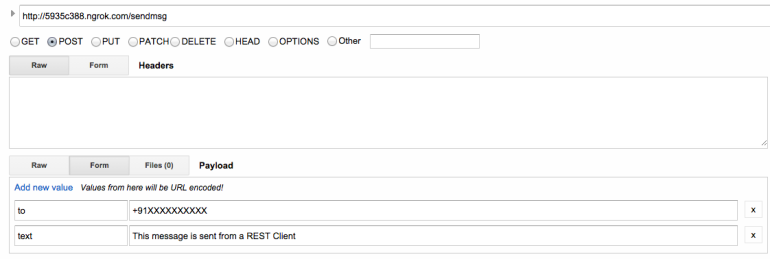 http://5935c388.ngrok.com/sendmsg
GET POST PUT PATCH DELETE HEAD OPTIONS Other
Raw Form Headers
Raw Form Files (0) Payload
Add new value Values from here will be URL encoded!
to +91XXXXXXXXXX x
text This message is sent from a REST Client x